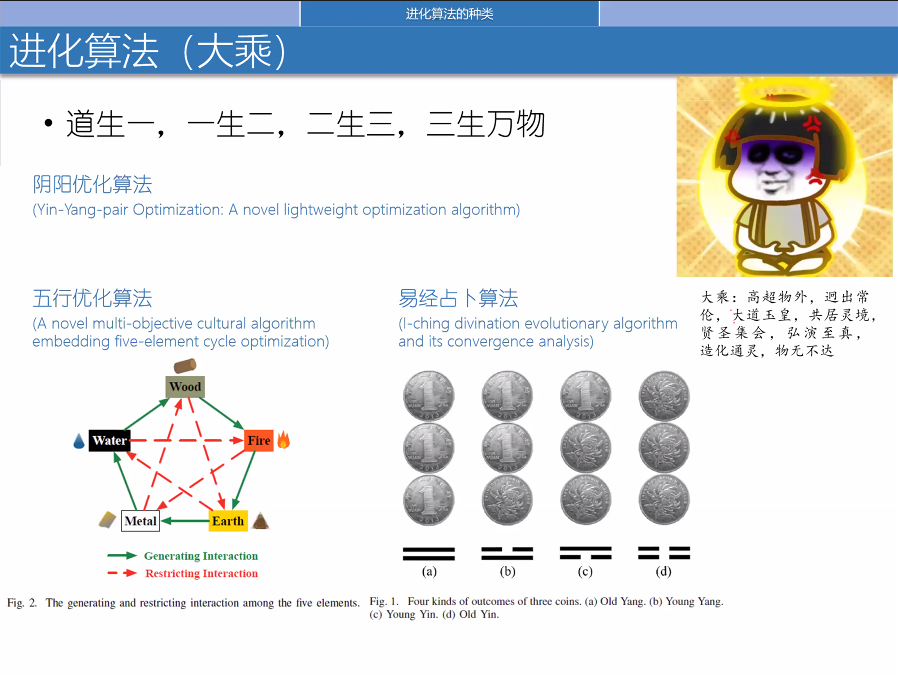 进化算法的种类
进化算法（大乘）
• 道生一，一生二，二生三，三生万物
阴阳优化算法
(Yin-Yang-pair Optimization: A novel lightweight optimization algorithm)
五行优化算法
(A novel multi-objective cultural algorithm
embedding five-element cycle optimization)
Wood
Water
Fire
Metal
Earth
Generating Interaction
Restricting Interaction
Fig. 2. The generating and restricting interaction among the five elements.
易经占卜算法
(I-ching divination evolutionary algorithm
and its convergence analysis)
(a)
(b)
(c)
(d)
Fig. 1. Four kinds of outcomes of three coins. (a) Old Yang. (b) Young Yang.
(c) Young Yin. (d) Old Yin.
大乘：高超物外，迥出常
伦，大道玉皇，共居灵境，
贤圣集会，弘演至真，
造化通灵，物无不达